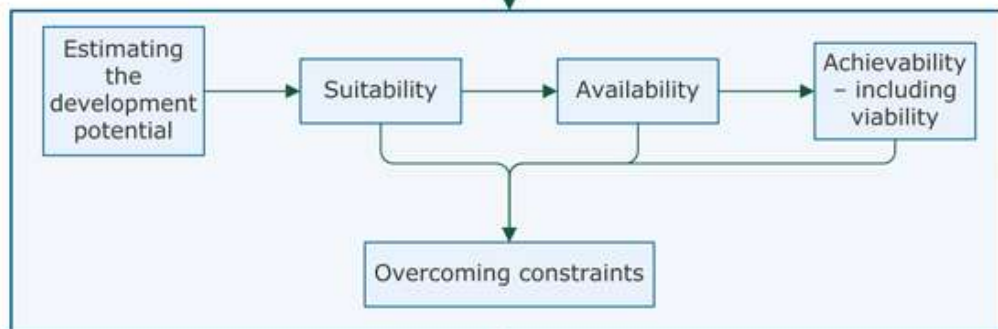 Estimating
the
development
potential
Suitability
Availability
Achievability
– including
viability
Overcoming constraints